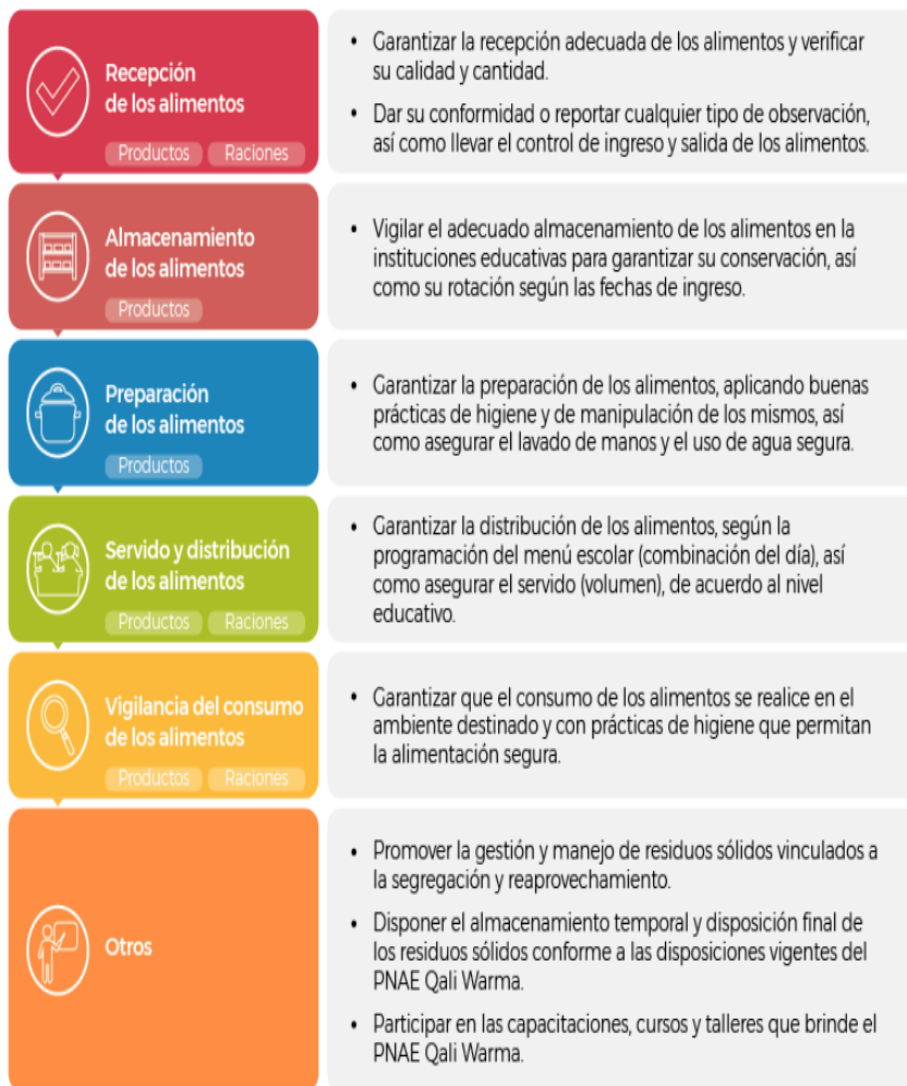 Recepción
de los alimentos
Productos Raciones
• Garantizar la recepción adecuada de los alimentos y verificar
su calidad y cantidad.
• Dar su conformidad o reportar cualquier tipo de observación,
así como llevar el control de ingreso y salida de los alimentos.
Almacenamiento
de los alimentos
Productos
• Vigilar el adecuado almacenamiento de los alimentos en la
instituciones educativas para garantizar su conservación, así
como su rotación según las fechas de ingreso.
Preparación
de los alimentos
Productos
• Garantizar la preparación de los alimentos, aplicando buenas
prácticas de higiene y de manipulación de los mismos, así
como asegurar el lavado de manos y el uso de agua segura.
Servido y distribución
de los alimentos
Productos Raciones
• Garantizar la distribución de los alimentos, según la
programación del menú escolar (combinación del día), así
como asegurar el servido (volumen), de acuerdo al nivel
educativo.
Vigilancia del consumo
de los alimentos
Productos Raciones
• Garantizar que el consumo de los alimentos se realice en el
ambiente destinado y con prácticas de higiene que permitan
la alimentación segura.
Otros
• Promover la gestión y manejo de residuos sólidos vinculados a
la segregación y reaprovechamiento.
• Disponer el almacenamiento temporal y disposición final de
los residuos sólidos conforme a las disposiciones vigentes del
PNAE Qali Warma.
• Participar en las capacitaciones, cursos y talleres que brinde el
PNAE Qali Warma.